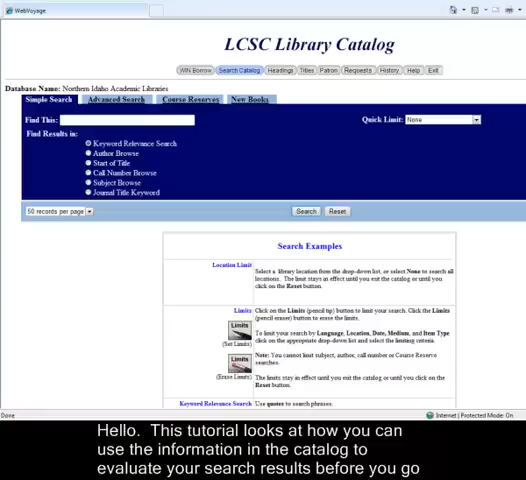 WebVoyage
LCSC Library Catalog
WIN Borrow Search Catalog Headings Titles Patron Requests History Help Exit
Database Name: Northern Idaho Academic Libraries
Simple Search Advanced Search Course Reserves New Books
Find This: Quick Limit: None
Find Results in:
Keyword Relevance Search
Author Browse
Start of Title
Call Number Browse
Subject Browse
Journal Title Keyword
50 records per page Search Reset
Search Examples
Location Limit
Select a library location from the drop-down list, or select None to search all
locations. The limit stays in effect until you exit the catalog or until you
click on the Reset button.
Limits Click on the Limits (pencil tip) button to limit your search. Click the Limits
(pencil eraser) button to erase the limits.
Limits
(Set Limits)
To limit your search by Language, Location, Date, Medium, and Item Type
click on the appropriate drop-down list and select the limiting criteria.
Note: You cannot limit subject, author, call number or Course Reserve
searches.
Limits
(Erase Limits)
The limits stay in effect until you exit the catalog or until you click on the
Reset button.
Keyword Relevance Search Use quotes to search phrases:
Done Internet | Protected Mode: On
Hello. This tutorial looks at how you can
use the information in the catalog to
evaluate your search results before you go